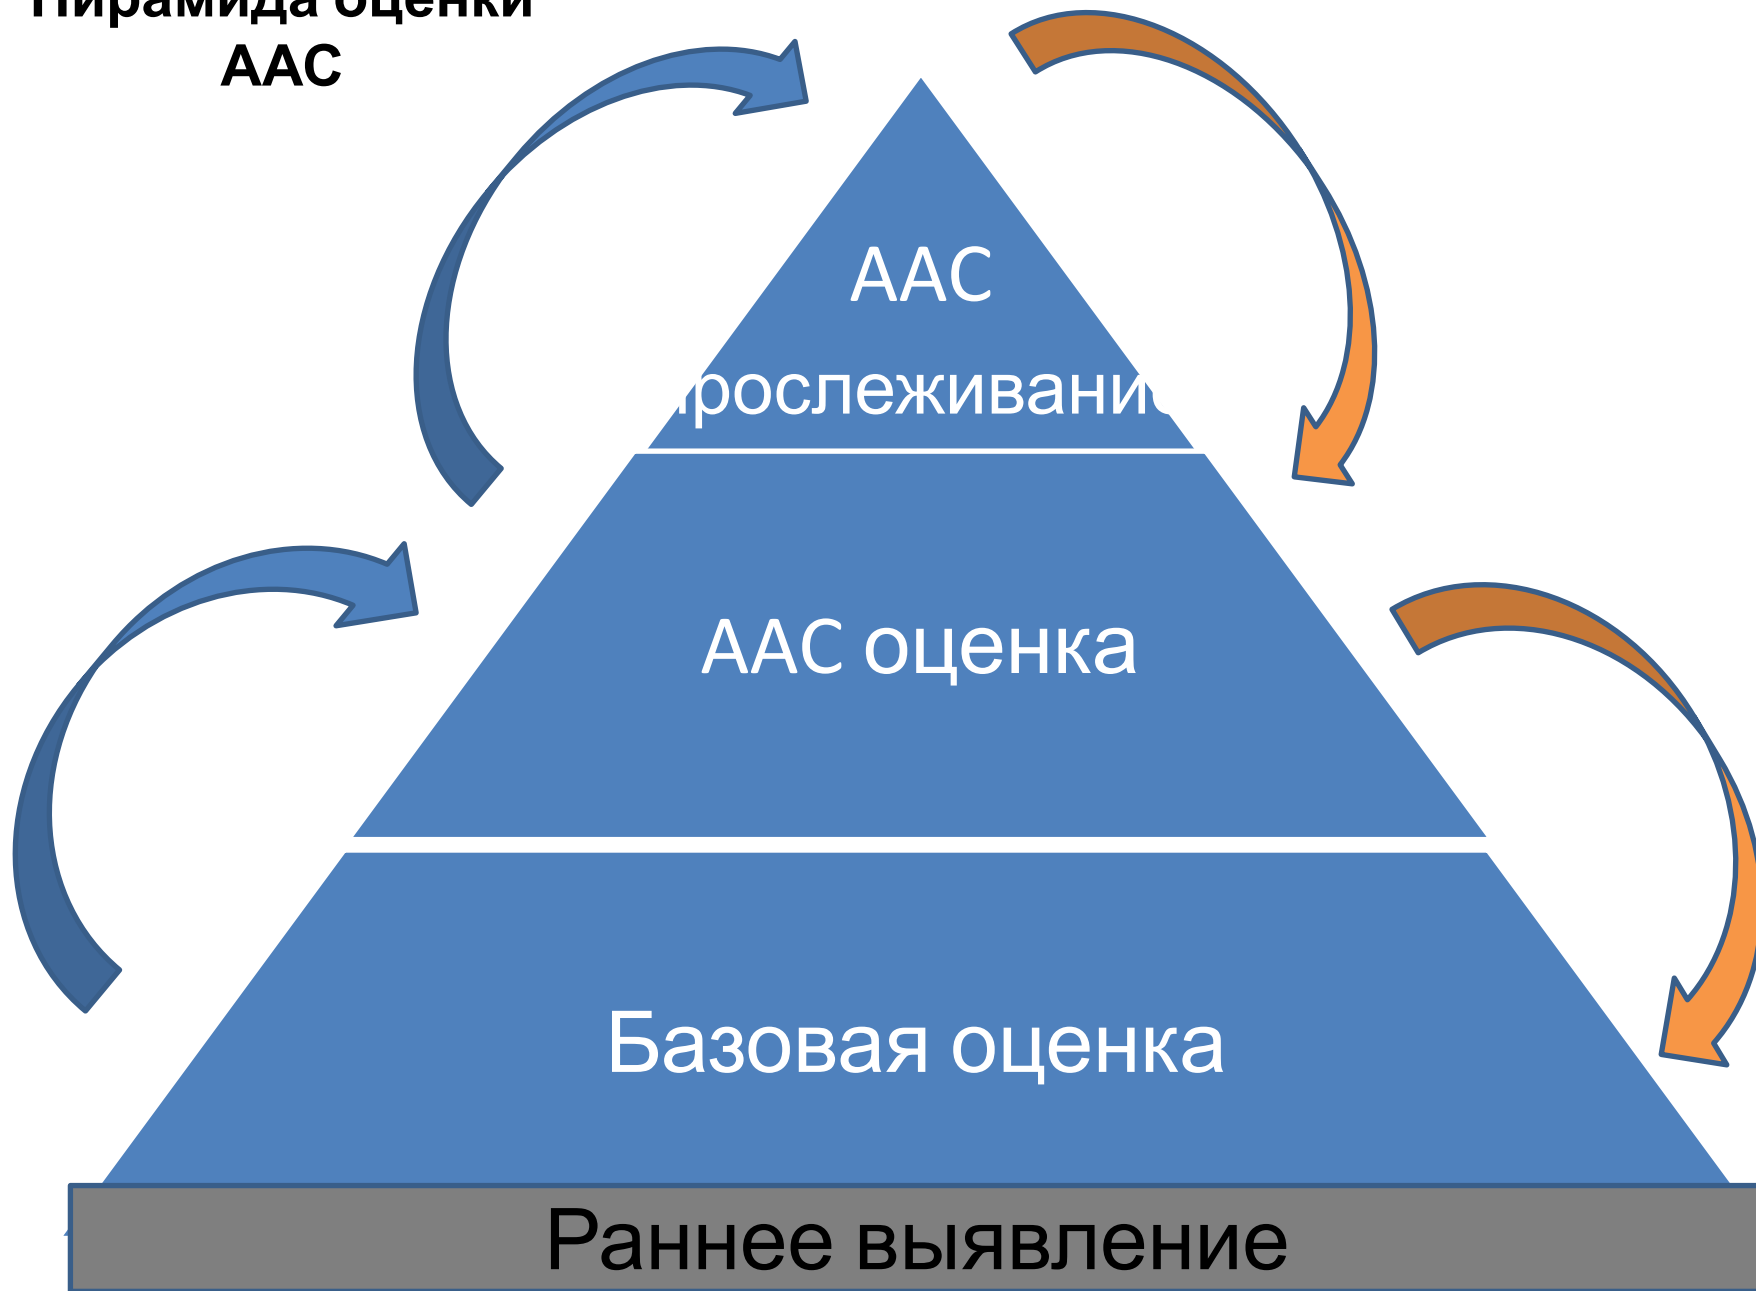 Пирамида оценки
ААС
ААС
прослеживание
ААС оценка
Базовая оценка
Раннее выявление